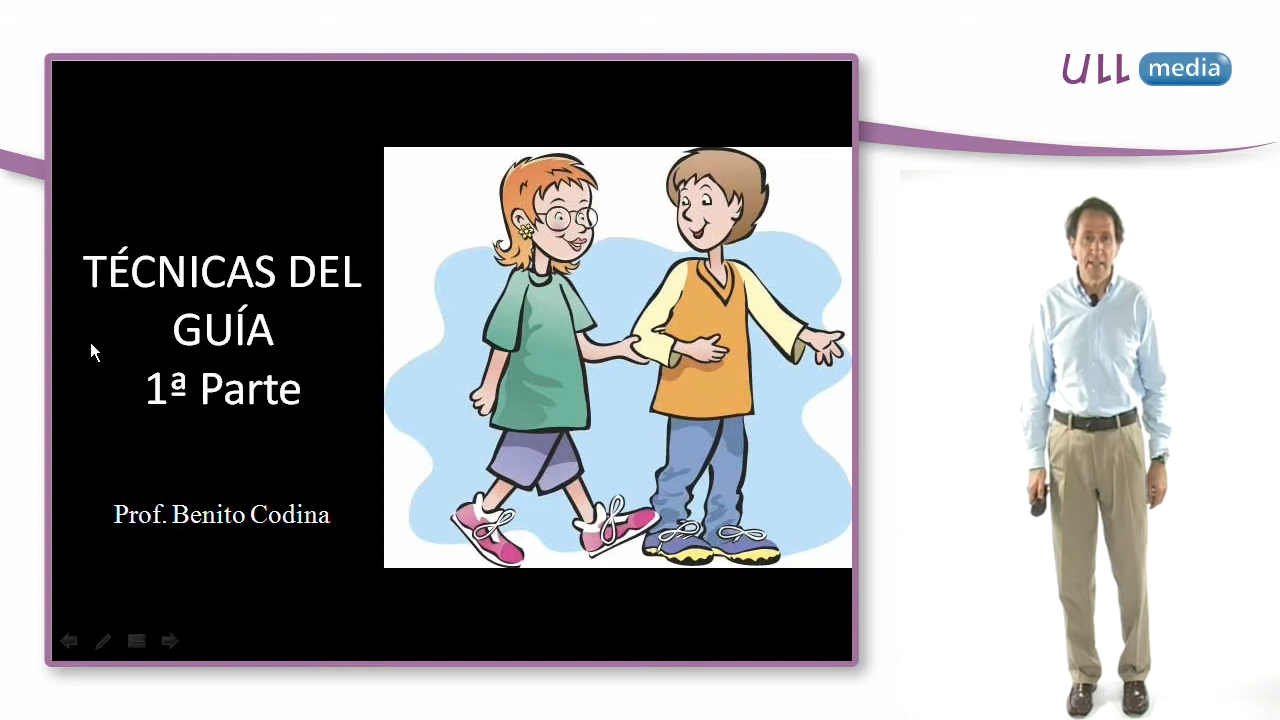 ULL media
TÉCNICAS DEL
GUÍA
1ª Parte
Prof. Benito Codina